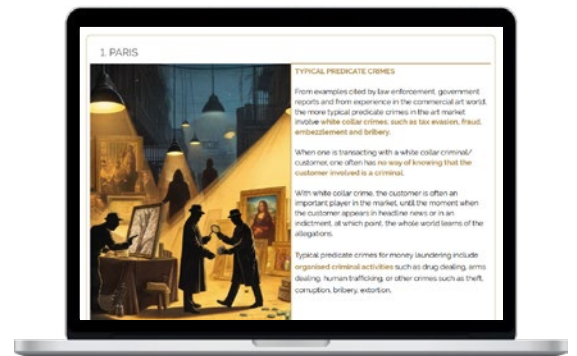 1. PARIS
TYPICAL PREDICATE CRIMES
From examples cited by law enforcement, government
reports and from experience in the commercial art world,
the more typical predicate crimes in the art market
involve white collar crimes, such as tax evasion, fraud,
embezzlement and bribery.
When one is transacting with a white collar criminal/
customer, one often has no way of knowing that the
customer involved is a criminal.
With white collar crime, the customer is often an
important player in the market, until the moment when
the customer appears in headline news or in an
indictment, at which point, the whole world learns of the
allegations.
Typical predicate crimes for money laundering include
organised criminal activities such as drug dealing, arms
dealing, human trafficking, or other crimes such as theft,
corruption, bribery, extortion.